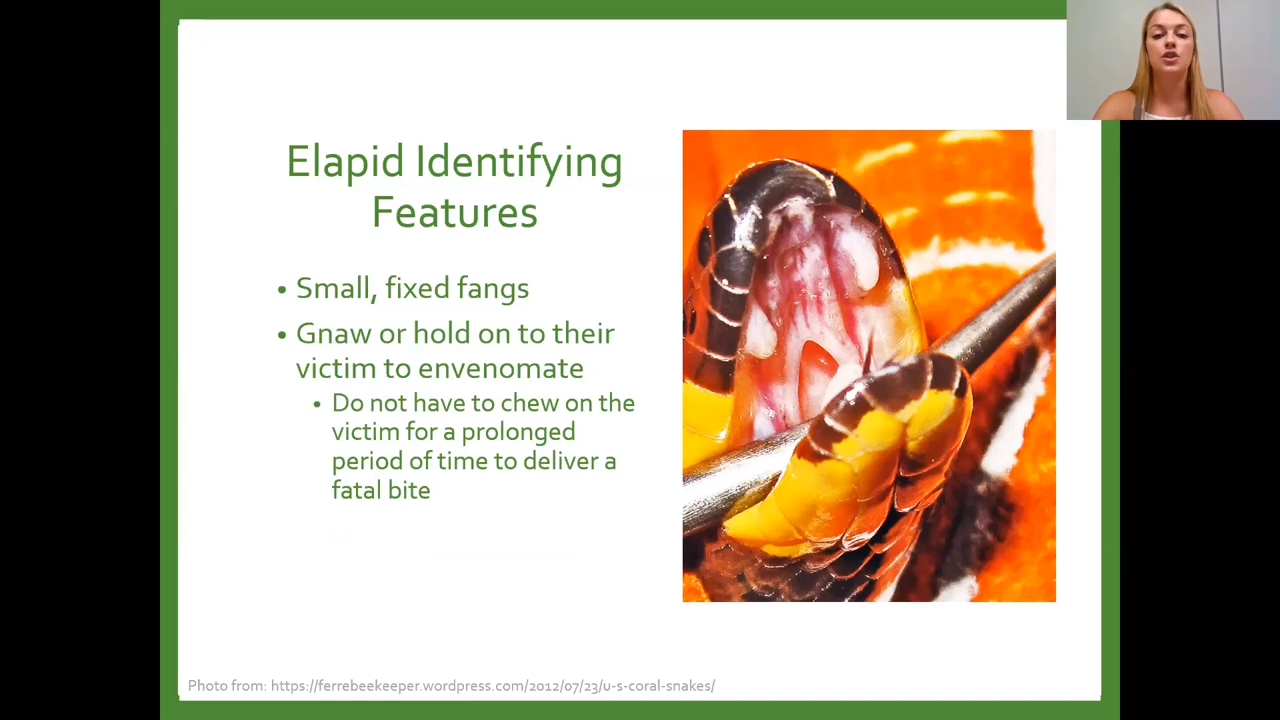 Elapid Identifying
Features
• Small, fixed fangs
• Gnaw or hold on to their
victim to envenomate
• Do not have to chew on the
victim for a prolonged
period of time to deliver a
fatal bite
Photo from: https://ferrebeekeeper.wordpress.com/2012/07/23/u-s-coral-snakes/